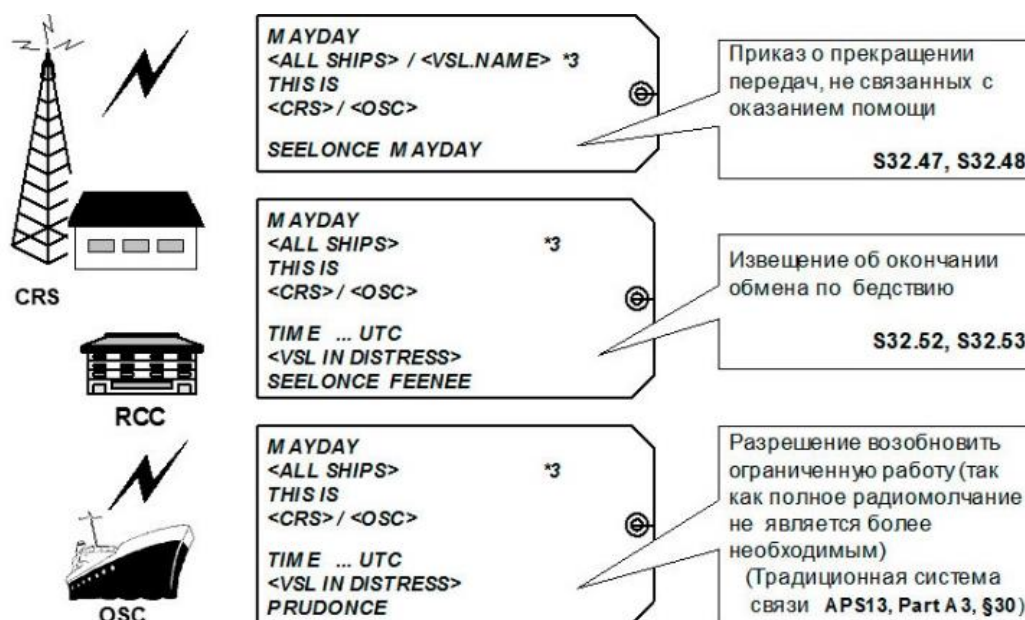 MAYDAY
<ALL SHIPS> / <VSL.NAME> *3
THIS IS
<CRS> / <OSC>
SEELONCE MAYDAY
Приказ о прекращении
передач, не связанных с
оказанием помощи
S32.47, S32.48
CRS
MAYDAY
<ALL SHIPS> *3
THIS IS
<CRS> / <OSC>
TIME ... UTC
<VSL IN DISTRESS>
SEELONCE FEENEE
Извещение об окончании
обмена по бедствию
S32.52, S32.53
RCC
MAYDAY
<ALL SHIPS> *3
THIS IS
<CRS> / <OSC>
TIME ... UTC
<VSL IN DISTRESS>
PRUDONCE
Разрешение возобновить
ограниченную работу (так
как полное радиомолчание
не является более
необходимым)
(Традиционная система
связи APS13, Part A3, §30)
OSC